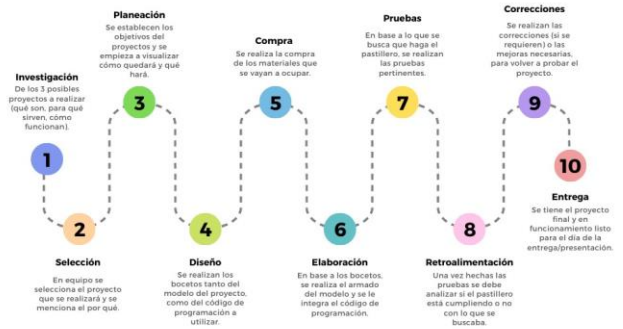 Investigación
De los 3 posibles
proyectos a realizar
(qué son, para qué
sirven, cómo
funcionan).
1
2
Selección
En equipo se
selecciona el proyecto
que se realizará y se
menciona el por qué.
Planeación
Se establecen los
objetivos del
proyectos y se
empieza a visualizar
cómo quedará y qué
hará.
3
4
Diseño
Se realizan los
bocetos tanto del
modelo del proyecto,
como del código de
programación a
utilizar.
Compra
Se realiza la compra
de los materiales que
se vayan a ocupar.
5
6
Elaboración
En base a los bocetos,
se realiza el armado
del modelo y se le
integra el código de
programación.
Pruebas
En base a lo que se
busca que haga el
pastillero, se realizan
las pruebas
pertinentes.
7
8
Retroalimentación
Una vez hechas las
pruebas se debe
analizar si el pastillero
está cumpliendo o no
con lo que se
buscaba.
Correcciones
Se realizan las
correcciones (si se
requieren) o las
mejoras necesarias,
para volver a probar el
proyecto.
9
10
Entrega
Se tiene el proyecto
final y en
funcionamiento listo
para el día de la
entrega/presentación.